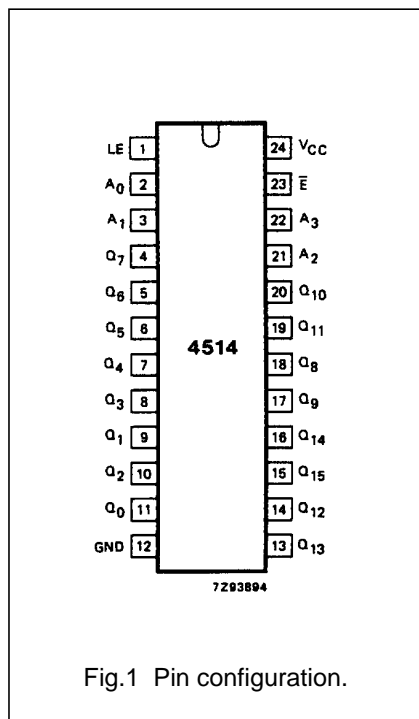 LE 1 24 VCC
A0 2 23 E̅
A1 3 22 A3
Q7 4 21 A2
Q6 5 20 Q10
Q5 6 19 Q11
4514
Q4 7 18 Q8
Q3 8 17 Q9
Q1 9 16 Q14
Q2 10 15 Q15
Q0 11 14 Q12
GND 12 13 Q13
7Z93894
Fig.1 Pin configuration.